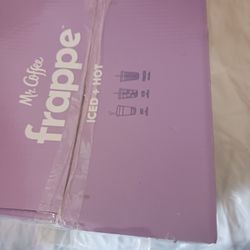 Mr. Coffee
frappe
ICED + HOT